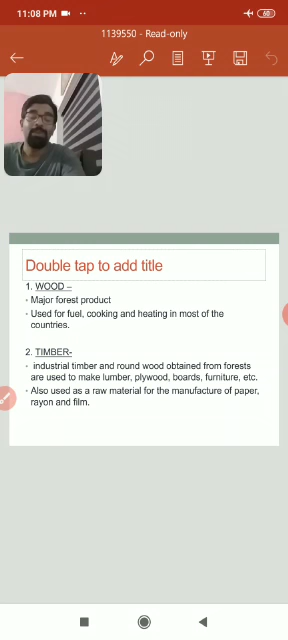 11:08 PM
60
1139550 - Read-only
Double tap to add title
1. WOOD –
• Major forest product
• Used for fuel, cooking and heating in most of the
countries.
2. TIMBER-
• industrial timber and round wood obtained from forests
are used to make lumber, plywood, boards, furniture, etc.
• Also used as a raw material for the manufacture of paper,
rayon and film.